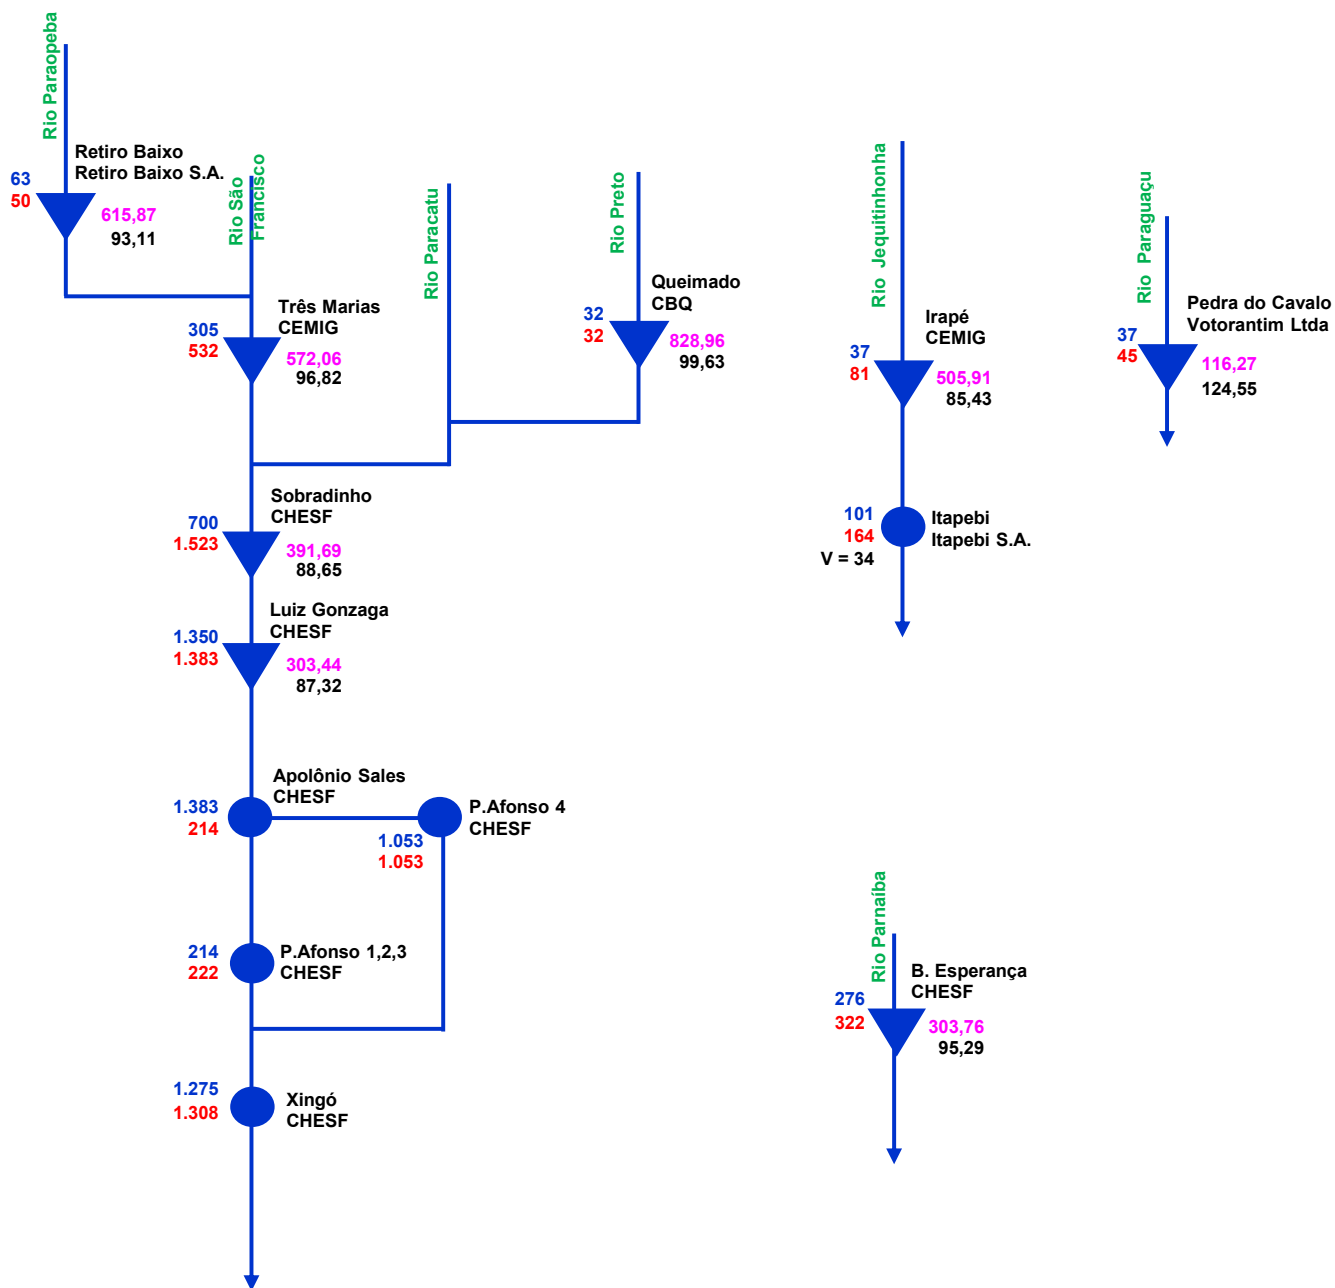 Rio Paraopeba
Retiro Baixo
Retiro Baixo S.A.
63
50
615,87
93,11
Rio São
Francisco
Três Marias
CEMIG
305
532
572,06
96,82
Rio Paracatu
Rio Preto
Queimado
CBQ
32
32
828,96
99,63
Sobradinho
CHESF
700
1.523
391,69
88,65
Luiz Gonzaga
CHESF
1.350
1.383
303,44
87,32
Apolônio Sales
CHESF
1.383
214
P.Afonso 4
CHESF
1.053
1.053
214
222
P.Afonso 1,2,3
CHESF
1.275
1.308
Xingó
CHESF
Rio Jequitinhonha
Irapé
CEMIG
37
81
505,91
85,43
101
164
V = 34
Itapebi
Itapebi S.A.
Rio Paraguaçu
Pedra do Cavalo
Votorantim Ltda
37
45
116,27
124,55
Rio Parnaíba
B. Esperança
CHESF
276
322
303,76
95,29